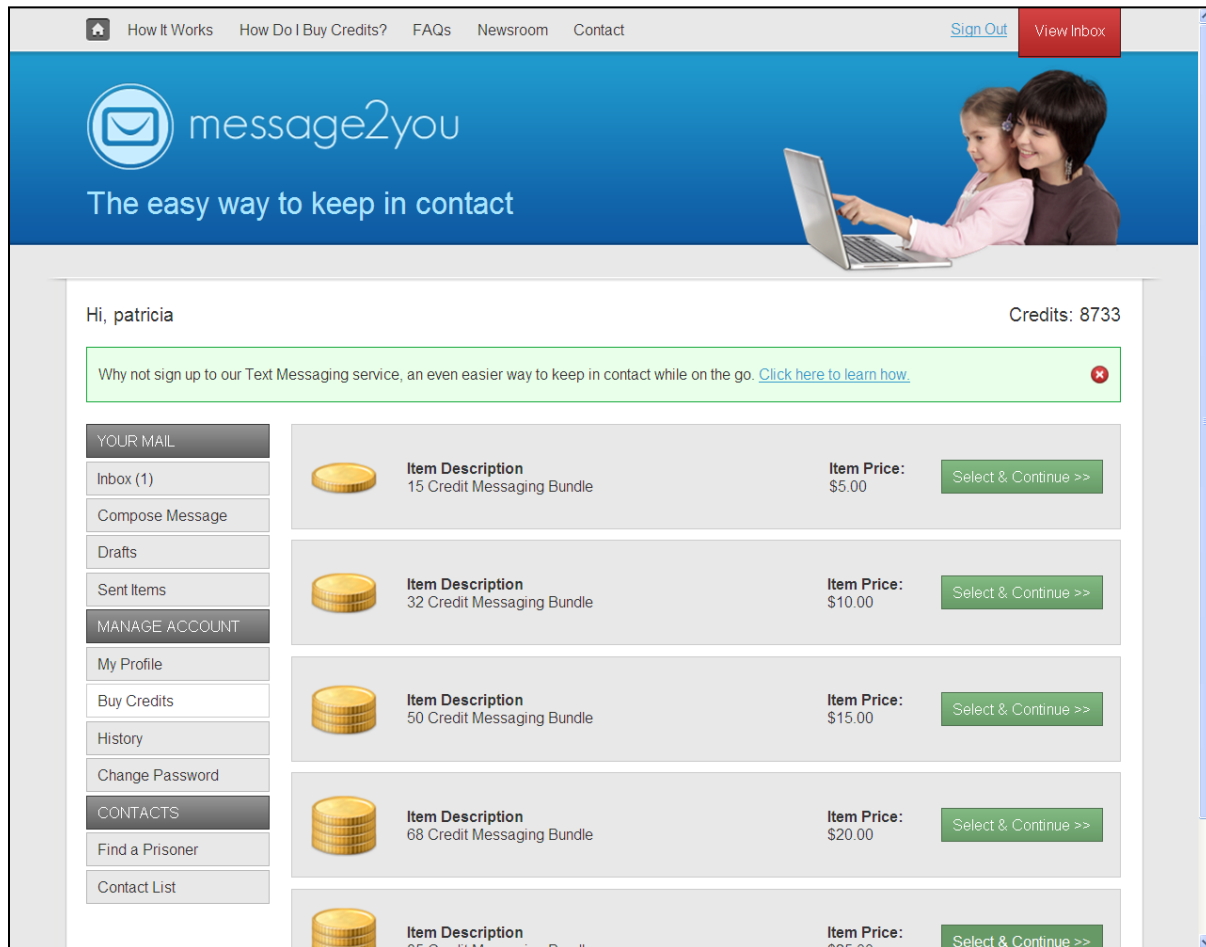 How It Works How Do I Buy Credits? FAQs Newsroom Contact Sign Out View Inbox
message2you
The easy way to keep in contact
Hi, patricia Credits: 8733
Why not sign up to our Text Messaging service, an even easier way to keep in contact while on the go. Click here to learn how.
YOUR MAIL
Inbox (1)
Compose Message
Drafts
Sent Items
MANAGE ACCOUNT
My Profile
Buy Credits
History
Change Password
CONTACTS
Find a Prisoner
Contact List
Item Description Item Price:
15 Credit Messaging Bundle $5.00
Select & Continue >>
Item Description Item Price:
32 Credit Messaging Bundle $10.00
Select & Continue >>
Item Description Item Price:
50 Credit Messaging Bundle $15.00
Select & Continue >>
Item Description Item Price:
68 Credit Messaging Bundle $20.00
Select & Continue >>
Item Description Item Price:
Select & Continue >>